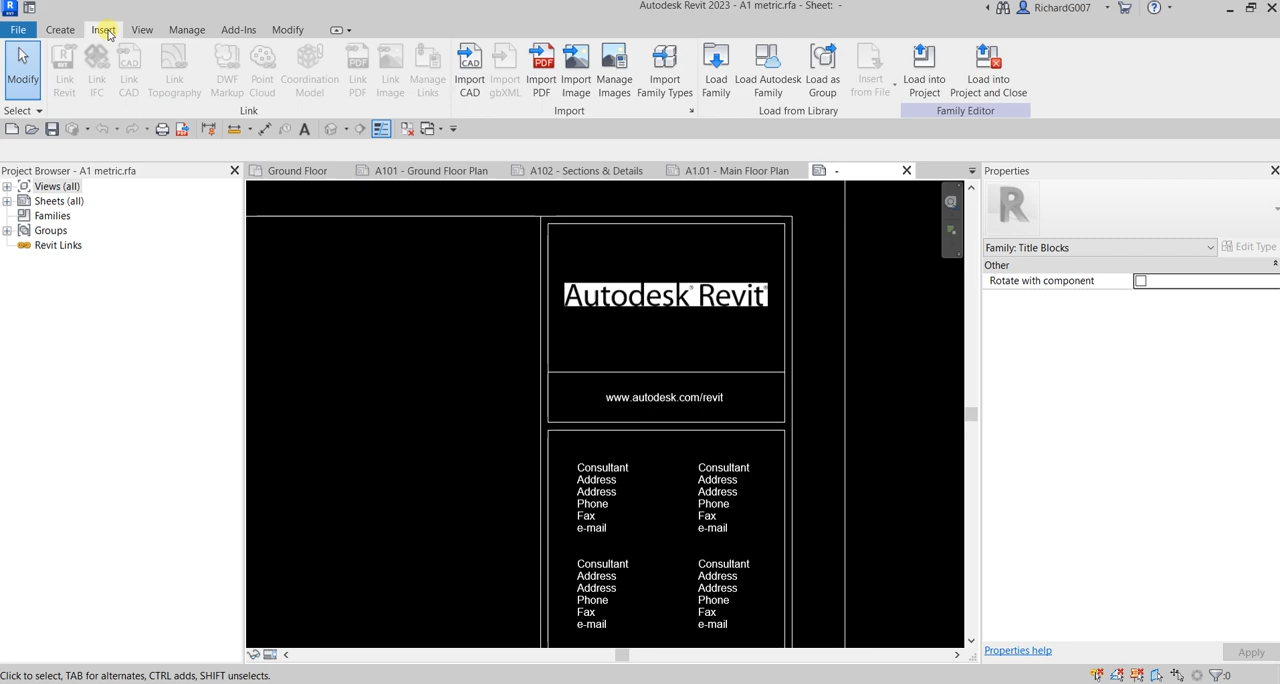 Autodesk Revit 2023 - A1 metric.rfa - Sheet: -
RichardG007
File Create Insert View Manage Add-Ins Modify
Modify
Link Revit
Link IFC
Link CAD
Link Topography
DWF Markup
Point Cloud
Coordination Model
Link PDF
Link Image
Manage Links
Import CAD
Import gbXML
Import PDF
Import Image
Manage Images
Import Family Types
Load Family
Load Autodesk Family
Load as Group
Insert from File
Load into Project
Load into Project and Close
Select Link Import Load from Library Family Editor
Project Browser - A1 metric.rfa
Views (all)
Sheets (all)
Families
Groups
Revit Links
Ground Floor
A101 - Ground Floor Plan
A102 - Sections & Details
A1.01 - Main Floor Plan
-
Autodesk® Revit®
www.autodesk.com/revit
Consultant
Address
Address
Phone
Fax
e-mail
Consultant
Address
Address
Phone
Fax
e-mail
Consultant
Address
Address
Phone
Fax
e-mail
Consultant
Address
Address
Phone
Fax
e-mail
Properties
R
Family: Title Blocks
Edit Type
Other
Rotate with component
Properties help
Apply
Click to select, TAB for alternates, CTRL adds, SHIFT unselects.
:0